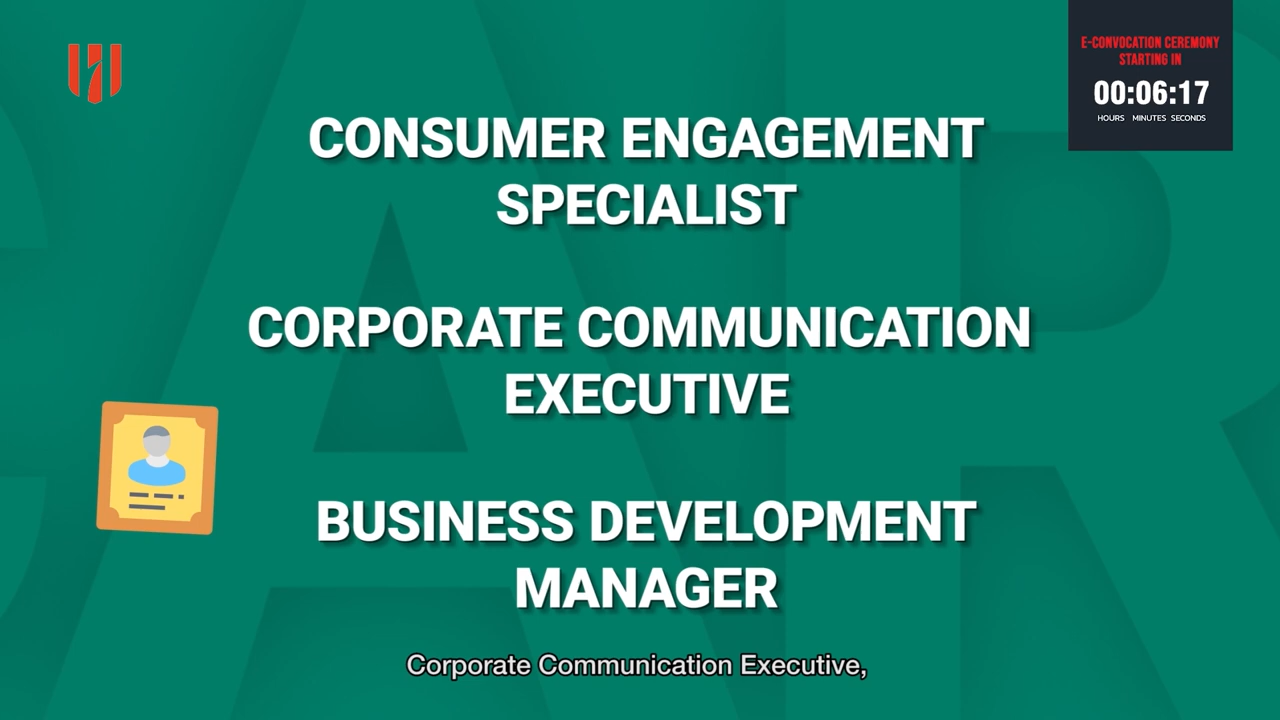 E-CONVOCATION CEREMONY
STARTING IN
00:06:17
HOURS MINUTES SECONDS
CONSUMER ENGAGEMENT
SPECIALIST
CORPORATE COMMUNICATION
EXECUTIVE
BUSINESS DEVELOPMENT
MANAGER
Corporate Communication Executive,